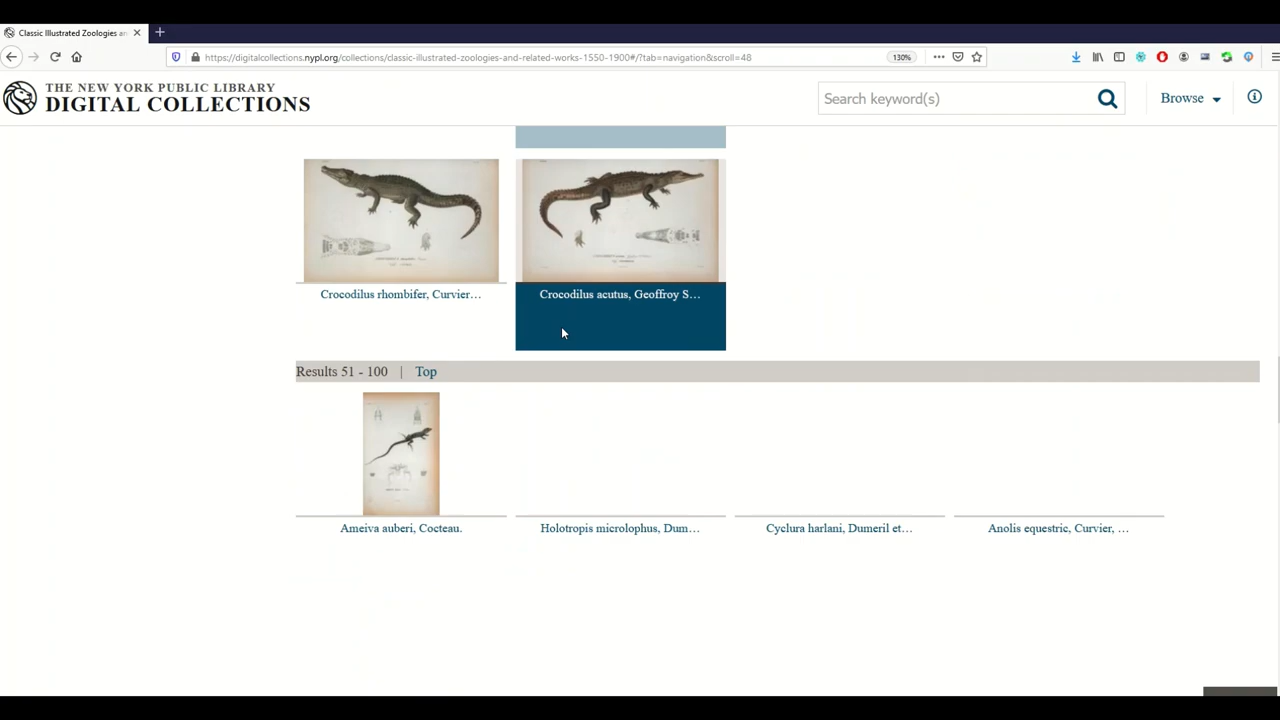 Classic Illustrated Zoologies an
https://digitalcollections.nypl.org/collections/classic-illustrated-zoologies-and-related-works-1550-1900#/?tab=navigation&scroll=48
130%
THE NEW YORK PUBLIC LIBRARY
DIGITAL COLLECTIONS
Search keyword(s)
Browse
Crocodilus rhombifer, Curvier…
Crocodilus acutus, Geoffroy S…
Results 51 - 100 | Top
Ameiva auberi, Cocteau.
Holotropis microlophus, Dum…
Cyclura harlani, Dumeril et…
Anolis equestric, Curvier, …